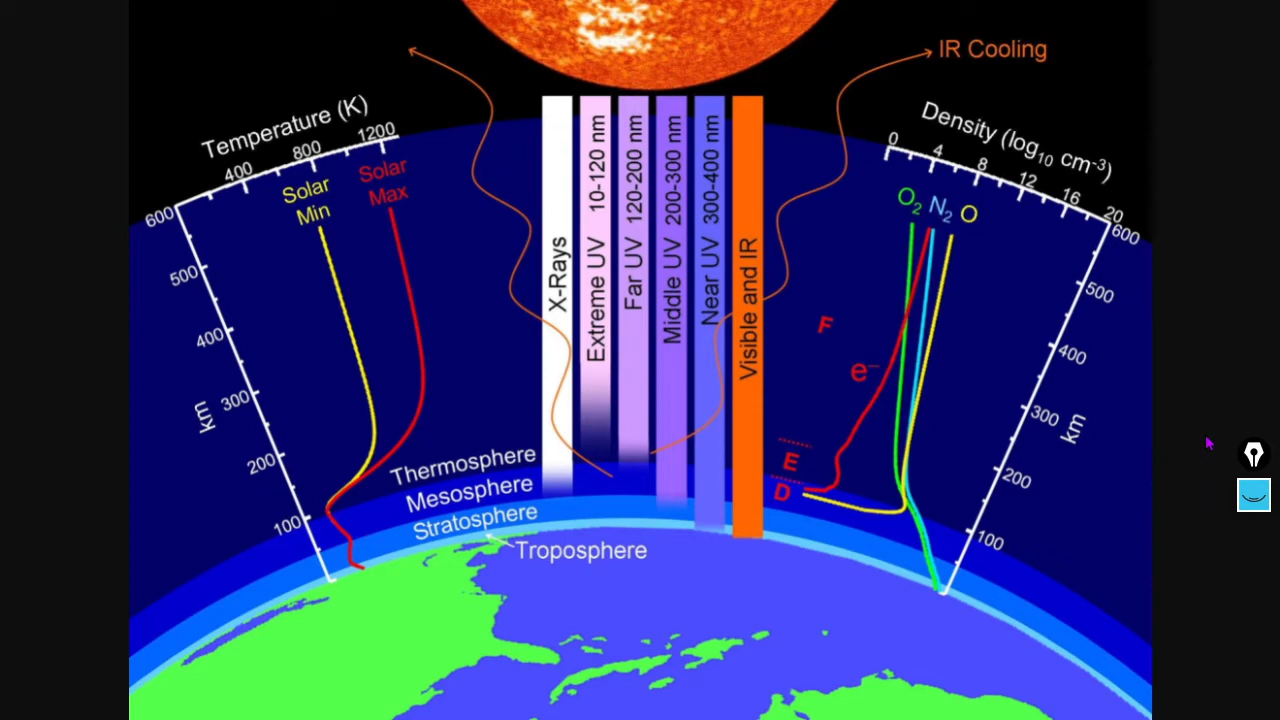 IR Cooling
Temperature (K)
400
800
1200
Solar
Min
Solar
Max
600
500
400
300
200
100
km
X-Rays
Extreme UV 10-120 nm
Far UV 120-200 nm
Middle UV 200-300 nm
Near UV 300-400 nm
Visible and IR
Density (log10 cm-3)
0
4
8
12
16
20
O2
N2
O
600
500
400
300
200
100
km
F
e−
E
D
Thermosphere
Mesosphere
Stratosphere
Troposphere